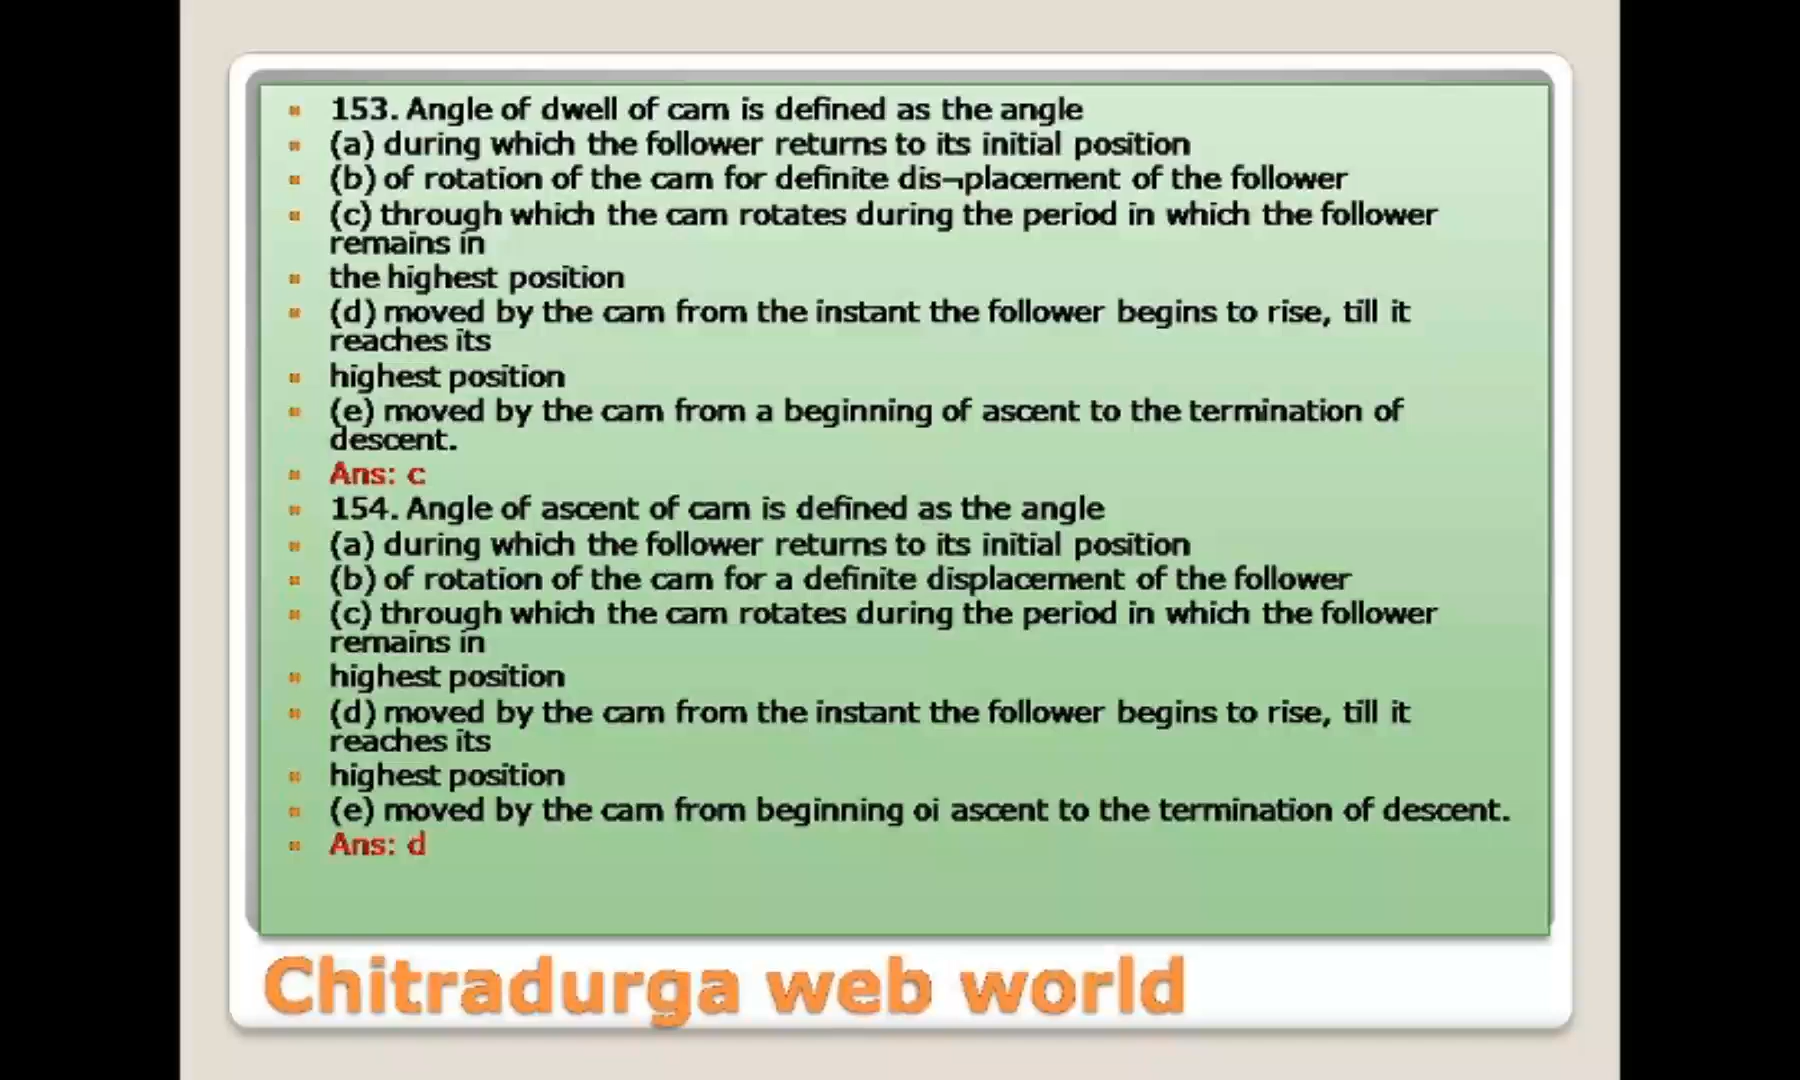 153. Angle of dwell of cam is defined as the angle
(a) during which the follower returns to its initial position
(b) of rotation of the cam for definite dis¬placement of the follower
(c) through which the cam rotates during the period in which the follower
remains in
the highest position
(d) moved by the cam from the instant the follower begins to rise, till it
reaches its
highest position
(e) moved by the cam from a beginning of ascent to the termination of
descent.
Ans: c
154. Angle of ascent of cam is defined as the angle
(a) during which the follower returns to its initial position
(b) of rotation of the cam for a definite displacement of the follower
(c) through which the cam rotates during the period in which the follower
remains in
highest position
(d) moved by the cam from the instant the follower begins to rise, till it
reaches its
highest position
(e) moved by the cam from beginning oi ascent to the termination of descent.
Ans: d
Chitradurga web world